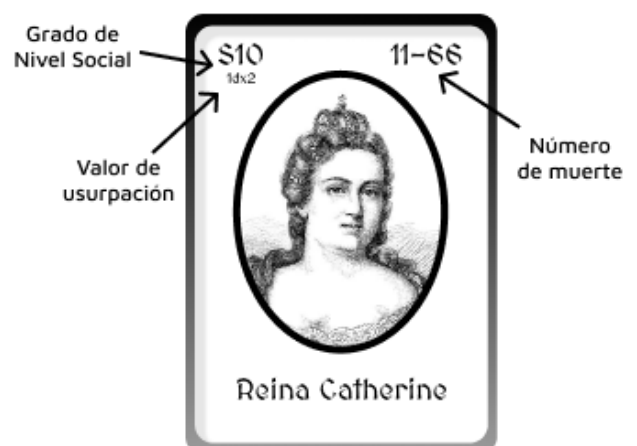 Grado de
Nivel Social
S10
11-66
1dx2
Valor de
usurpación
Número
de muerte
Reina Catherine